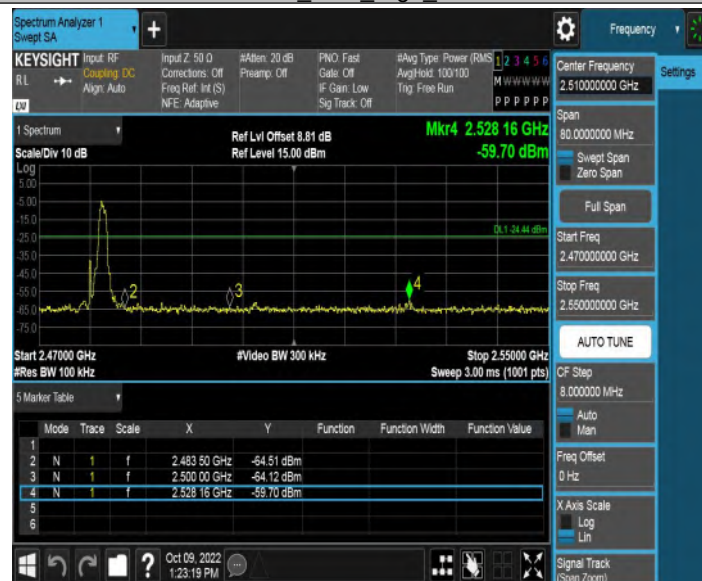 Spectrum Analyzer 1
Swept SA
+
Frequency
KEYSIGHT
RL
Input: RF
Coupling: DC
Align: Auto
Input Z: 50 Ω
Corrections: Off
Freq Ref: Int (S)
NFE: Adaptive
#Atten: 20 dB
Preamp: Off
PNO: Fast
Gate: Off
IF Gain: Low
Sig Track: Off
#Avg Type: Power (RMS
Avg|Hold: 100/100
Trig: Free Run
1 2 3 4 5 6
M W W W W W
P P P P P P
1 Spectrum
Scale/Div 10 dB
Ref Lvl Offset 8.81 dB
Ref Level 15.00 dBm
Mkr4 2.528 16 GHz
-59.70 dBm
Log
5.00
-5.00
-15.0
-25.0
-35.0
-45.0
-55.0
-65.0
-75.0
DL1 -24.44 dBm
2
3
4
Start 2.47000 GHz
#Video BW 300 kHz
Stop 2.55000 GHz
#Res BW 100 kHz
Sweep 3.00 ms (1001 pts)
5 Marker Table
Mode Trace Scale X Y Function Function Width Function Value
1
2 N 1 f 2.483 50 GHz -64.51 dBm
3 N 1 f 2.500 00 GHz -64.12 dBm
4 N 1 f 2.528 16 GHz -59.70 dBm
5
6
?
Oct 09, 2022
1:23:19 PM
Center Frequency
2.510000000 GHz
Settings
Span
80.0000000 MHz
Swept Span
Zero Span
Full Span
Start Freq
2.470000000 GHz
Stop Freq
2.550000000 GHz
AUTO TUNE
CF Step
8.000000 MHz
Auto
Man
Freq Offset
0 Hz
X Axis Scale
Log
Lin
Signal Track
(Span Zoom)